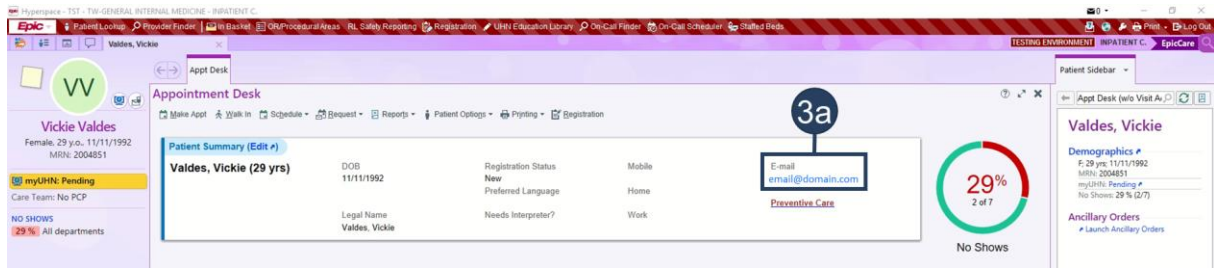 Hyperspace - TST - TW-GENERAL INTERNAL MEDICINE - INPATIENT C.
0
Epic Patient Lookup Provider Finder In Basket OR/Procedural Areas RL Safety Reporting Registration UHN Education Library On-Call Finder On-Call Scheduler Staffed Beds Print Log Out
Valdes, Vickie
TESTING ENVIRONMENT INPATIENT C. EpicCare
VV
Vickie Valdes
Female, 29 y.o., 11/11/1992
MRN: 2004851
myUHN: Pending
Care Team: No PCP
NO SHOWS
29 % All departments
Appt Desk
Appointment Desk
Make Appt Walk In Schedule Request Reports Patient Options Printing Registration
3a
Patient Summary (Edit)
Valdes, Vickie (29 yrs)
DOB
11/11/1992
Legal Name
Valdes, Vickie
Registration Status
New
Preferred Language
Needs Interpreter?
Mobile
Home
Work
E-mail
email@domain.com
Preventive Care
29%
2 of 7
No Shows
Patient Sidebar
Appt Desk (w/o Visit A
Valdes, Vickie
Demographics
F; 29 yrs; 11/11/1992
MRN: 2004851
myUHN: Pending
No Shows: 29 % (2/7)
Ancillary Orders
Launch Ancillary Orders